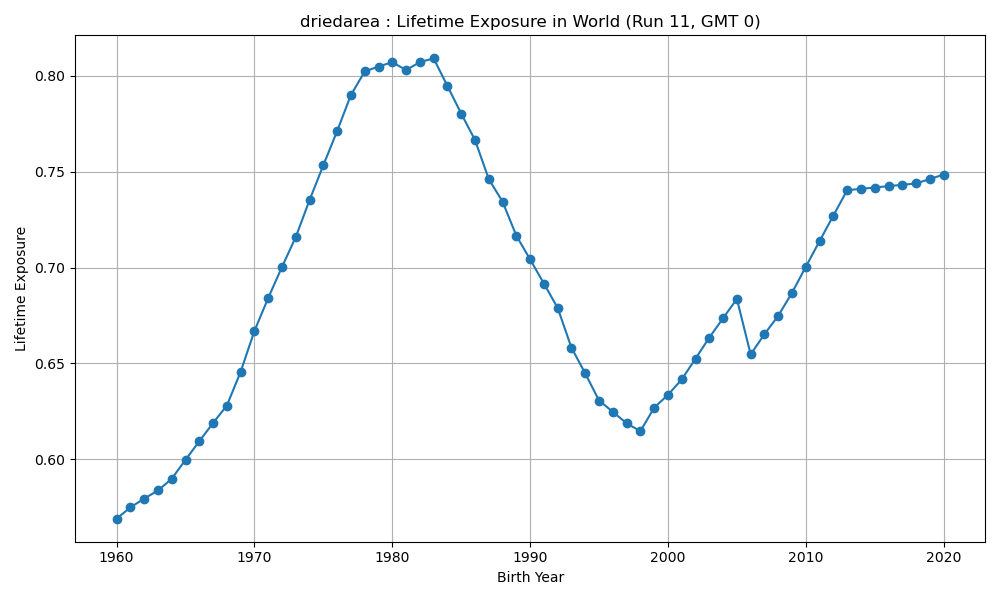 driedarea : Lifetime Exposure in World (Run 11, GMT 0)
Lifetime Exposure
0.80
0.75
0.70
0.65
0.60
1960 1970 1980 1990 2000 2010 2020
Birth Year